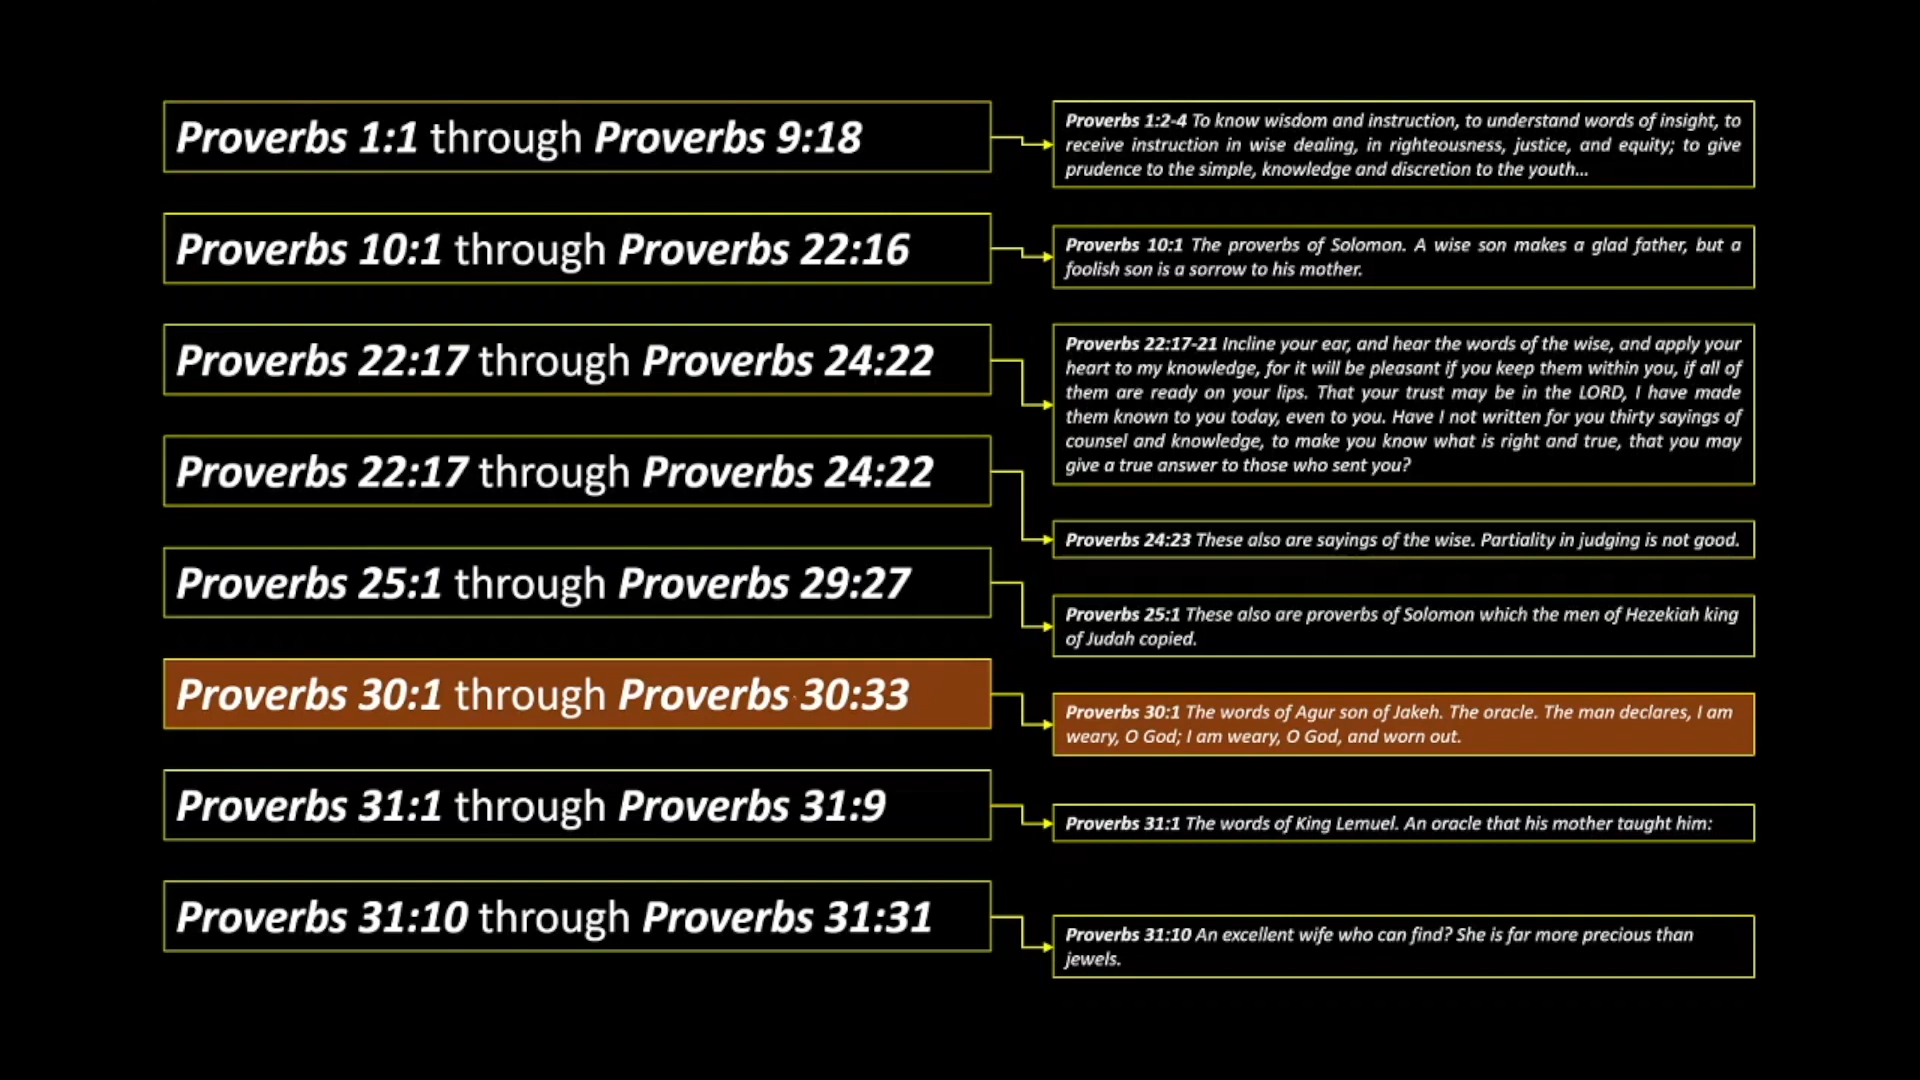 Proverbs 1:1 through Proverbs 9:18
Proverbs 1:2-4 To know wisdom and instruction, to understand words of insight, to
receive instruction in wise dealing, in righteousness, justice, and equity; to give
prudence to the simple, knowledge and discretion to the youth...
Proverbs 10:1 through Proverbs 22:16
Proverbs 10:1 The proverbs of Solomon. A wise son makes a glad father, but a
foolish son is a sorrow to his mother.
Proverbs 22:17 through Proverbs 24:22
Proverbs 22:17-21 Incline your ear, and hear the words of the wise, and apply your
heart to my knowledge, for it will be pleasant if you keep them within you, if all of
them are ready on your lips. That your trust may be in the LORD, I have made
them known to you today, even to you. Have I not written for you thirty sayings of
counsel and knowledge, to make you know what is right and true, that you may
give a true answer to those who sent you?
Proverbs 22:17 through Proverbs 24:22
Proverbs 24:23 These also are sayings of the wise. Partiality in judging is not good.
Proverbs 25:1 through Proverbs 29:27
Proverbs 25:1 These also are proverbs of Solomon which the men of Hezekiah king
of Judah copied.
Proverbs 30:1 through Proverbs 30:33
Proverbs 30:1 The words of Agur son of Jakeh. The oracle. The man declares, I am
weary, O God; I am weary, O God, and worn out.
Proverbs 31:1 through Proverbs 31:9
Proverbs 31:1 The words of King Lemuel. An oracle that his mother taught him:
Proverbs 31:10 through Proverbs 31:31
Proverbs 31:10 An excellent wife who can find? She is far more precious than
jewels.